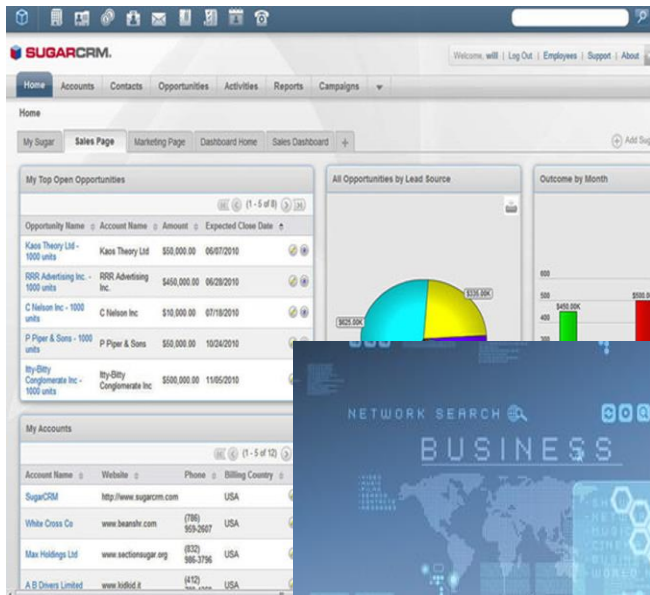 SUGARCRM.
Welcome, will | Log Out | Employees | Support | About
Home Accounts Contacts Opportunities Activities Reports Campaigns
Home
My Sugar Sales Page Marketing Page Dashboard Home Sales Dashboard + Add Sug
My Top Open Opportunities
(1 - 5 of 8)
Opportunity Name Account Name Amount Expected Close Date
Kaos Theory Ltd -
1000 units
Kaos Theory Ltd $50,000.00 06/07/2010
RRR Advertising Inc. -
1000 units
RRR Advertising
Inc.
$450,000.00 06/28/2010
C Nelson Inc - 1000
units
C Nelson Inc $10,000.00 07/18/2010
P Piper & Sons - 1000
units
P Piper & Sons $50,000.00 10/24/2010
Itty-Bitty
Conglomerate Inc -
1000 units
Itty-Bitty
Conglomerate Inc
$500,000.00 11/05/2010
All Opportunities by Lead Source
$335.00K
$625.00K
Outcome by Month
600
500
400
300
$450.00K
$500.0
My Accounts
(1 - 5 of 12)
Account Name Website Phone Billing Country
SugarCRM http://www.sugarcrm.com USA
White Cross Co www.beanshr.com (786)
959-2607 USA
Max Holdings Ltd www.sectionsugar.org (832)
986-3796 USA
A B Drivers Limited www.kidkid.it (412)
USA
NETWORK SEARCH
BUSINESS